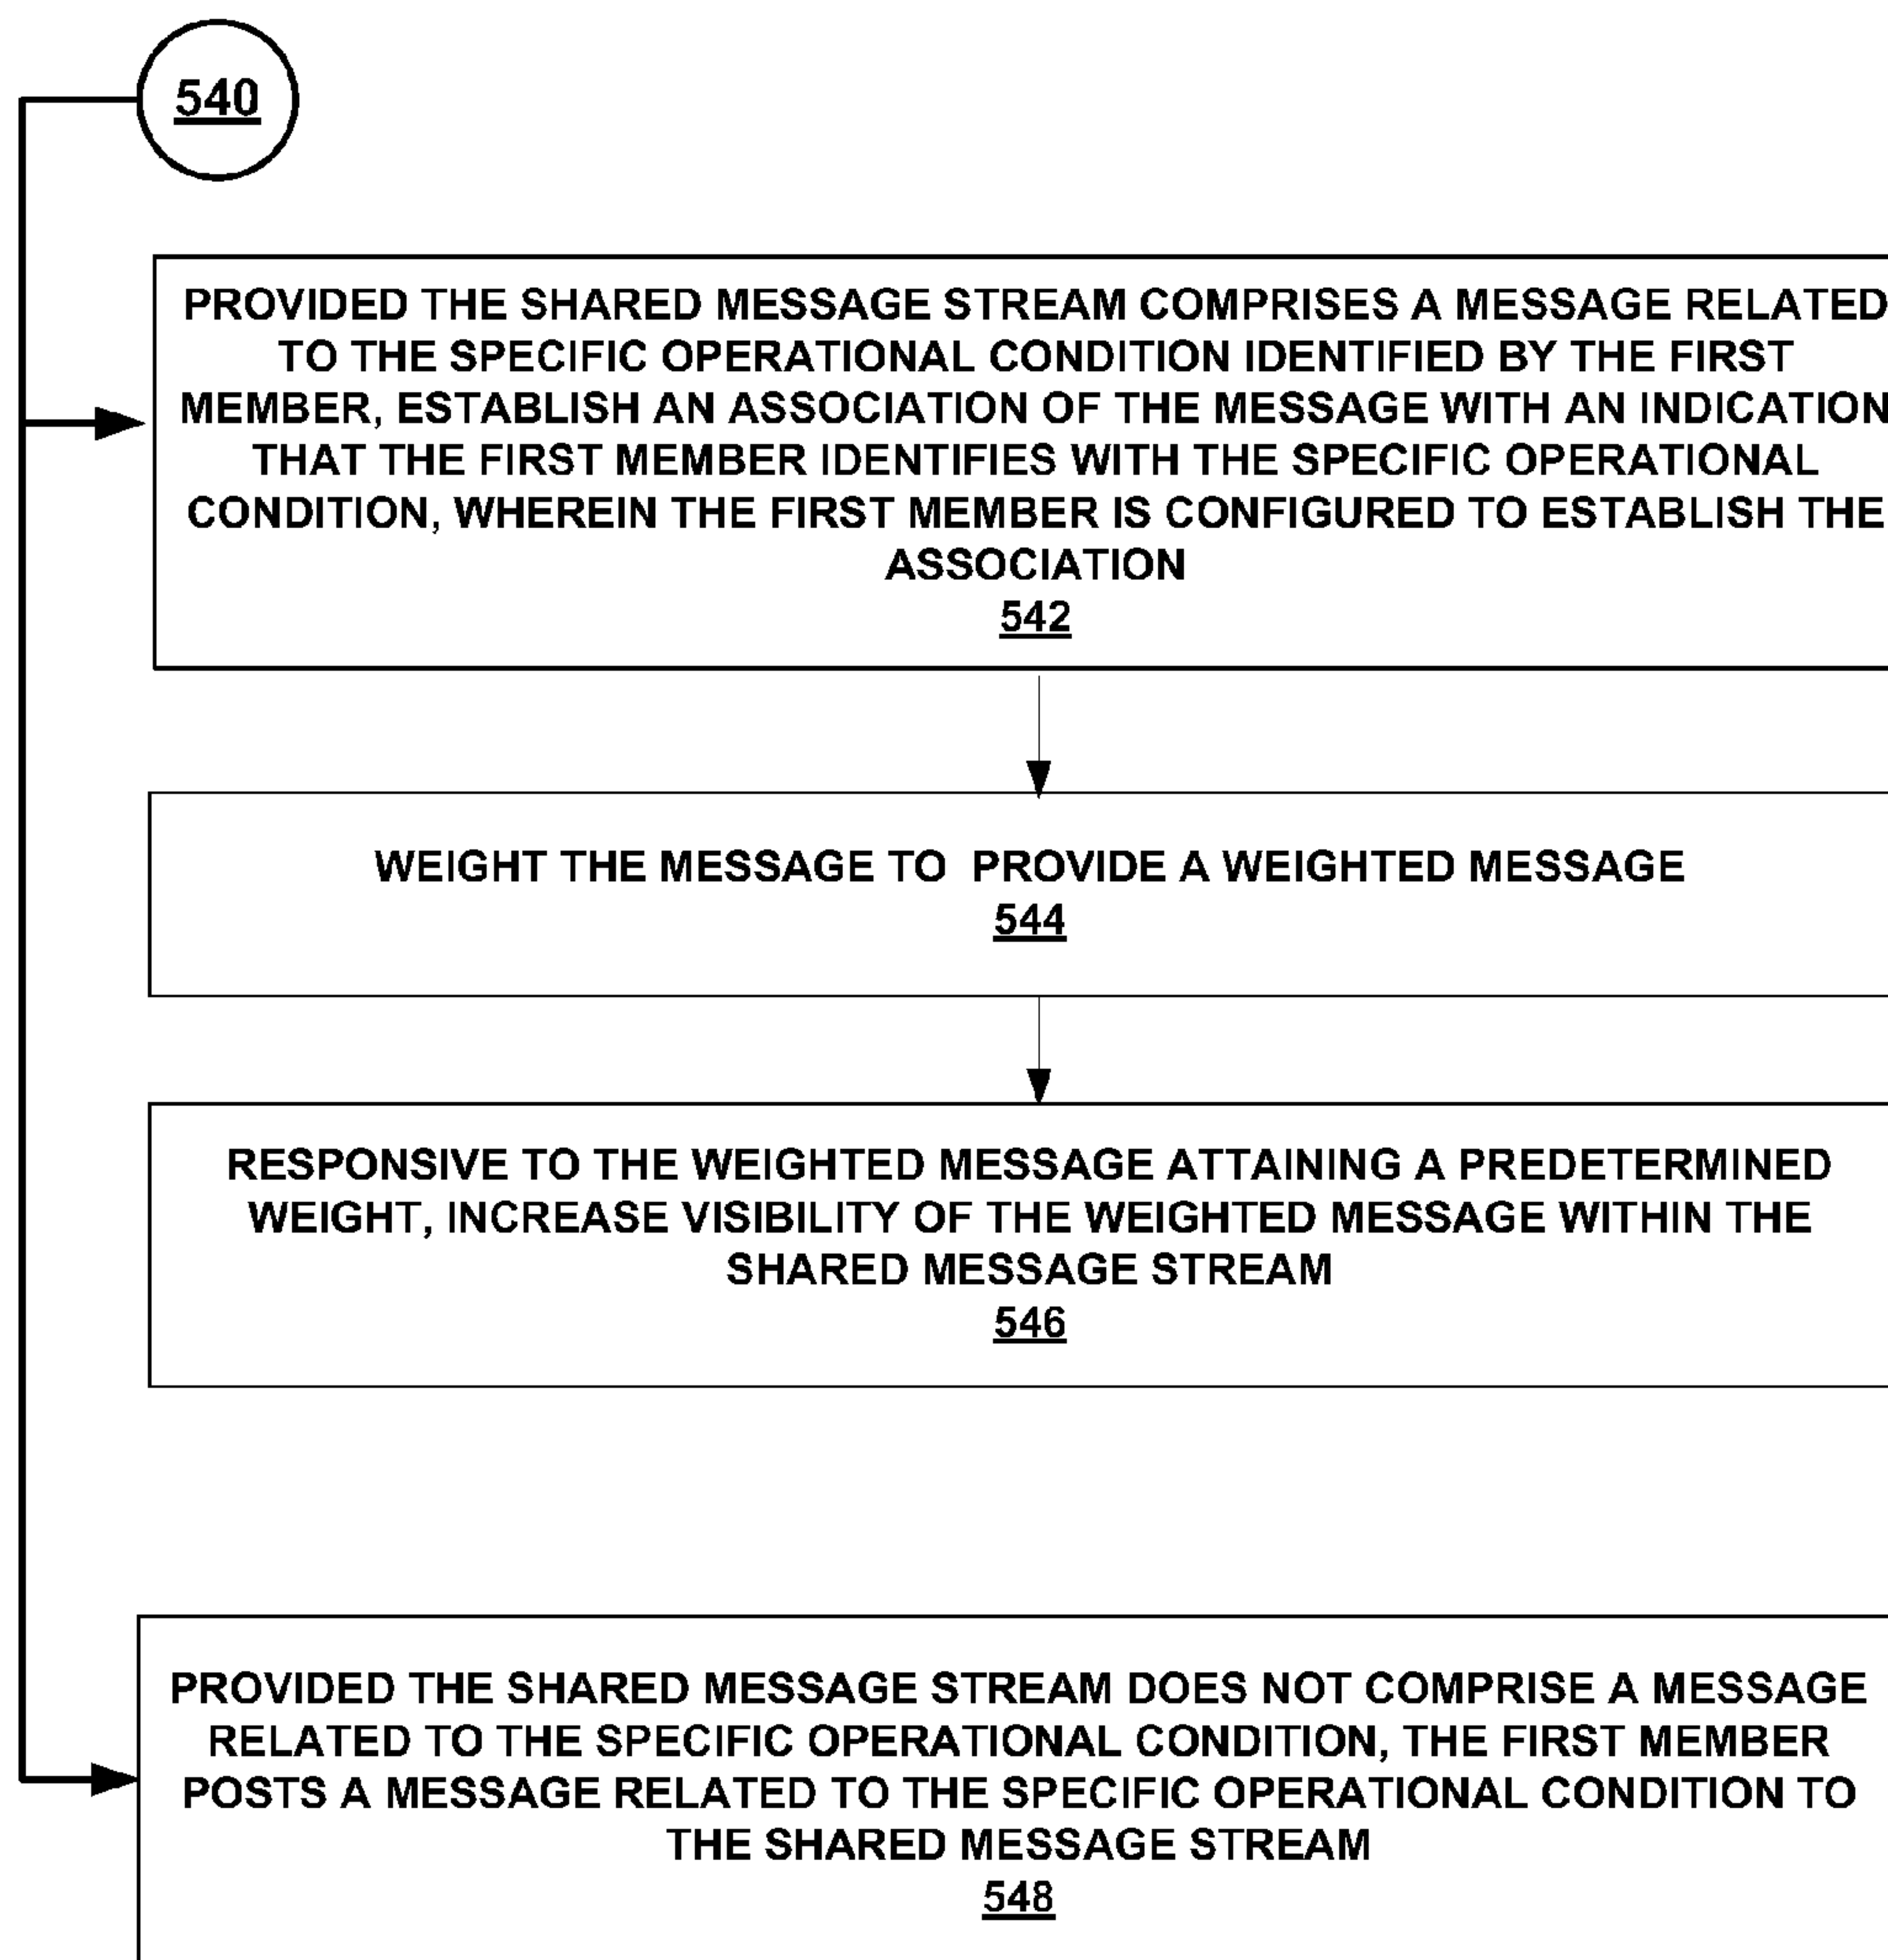 540
PROVIDED THE SHARED MESSAGE STREAM COMPRISES A MESSAGE RELATED
TO THE SPECIFIC OPERATIONAL CONDITION IDENTIFIED BY THE FIRST
MEMBER, ESTABLISH AN ASSOCIATION OF THE MESSAGE WITH AN INDICATION
THAT THE FIRST MEMBER IDENTIFIES WITH THE SPECIFIC OPERATIONAL
CONDITION, WHEREIN THE FIRST MEMBER IS CONFIGURED TO ESTABLISH THE
ASSOCIATION
542
WEIGHT THE MESSAGE TO PROVIDE A WEIGHTED MESSAGE
544
RESPONSIVE TO THE WEIGHTED MESSAGE ATTAINING A PREDETERMINED
WEIGHT, INCREASE VISIBILITY OF THE WEIGHTED MESSAGE WITHIN THE
SHARED MESSAGE STREAM
546
PROVIDED THE SHARED MESSAGE STREAM DOES NOT COMPRISE A MESSAGE
RELATED TO THE SPECIFIC OPERATIONAL CONDITION, THE FIRST MEMBER
POSTS A MESSAGE RELATED TO THE SPECIFIC OPERATIONAL CONDITION TO
THE SHARED MESSAGE STREAM
548